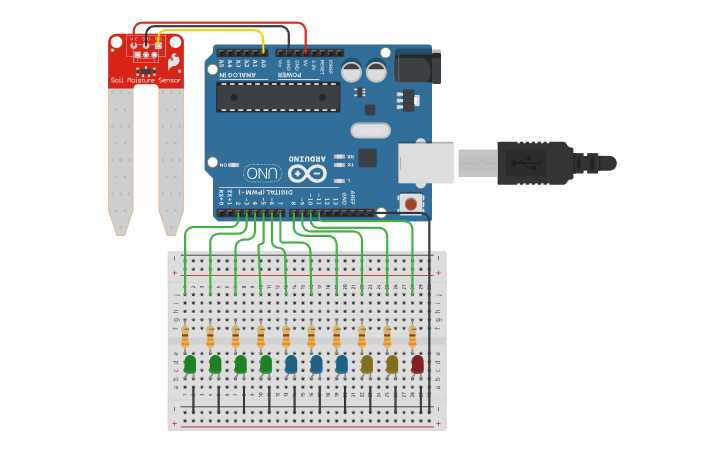 Soil Moisture Sensor
A5
A4
A3
A2
A1
A0
ANALOG IN
Vin
GND
GND
5V
3.3V
RESET
IOREF
POWER
ON
UNO
ARDUINO
RX
TX
L
DIGITAL (PWM~)
RX←0
TX→1
2
~3
4
~5
~6
7
8
~9
~10
~11
12
13
GND
AREF
- -
+ +
j j
i i
h h
g g
f f
e e
d d
c c
b b
a a
- -
+ +